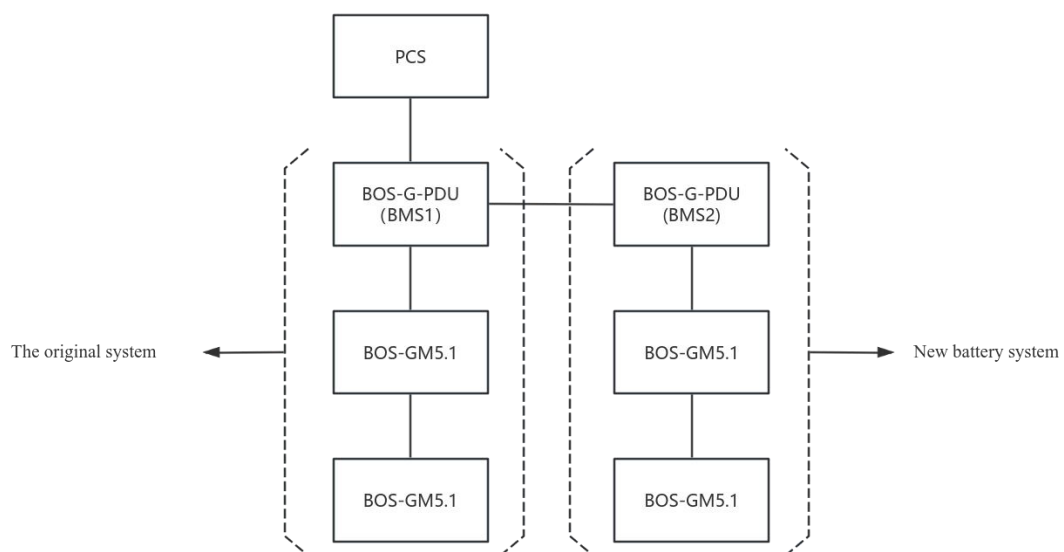 PCS
BOS-G-PDU
(BMS1)
BOS-G-PDU
(BMS2)
The original system
BOS-GM5.1
BOS-GM5.1
New battery system
BOS-GM5.1
BOS-GM5.1